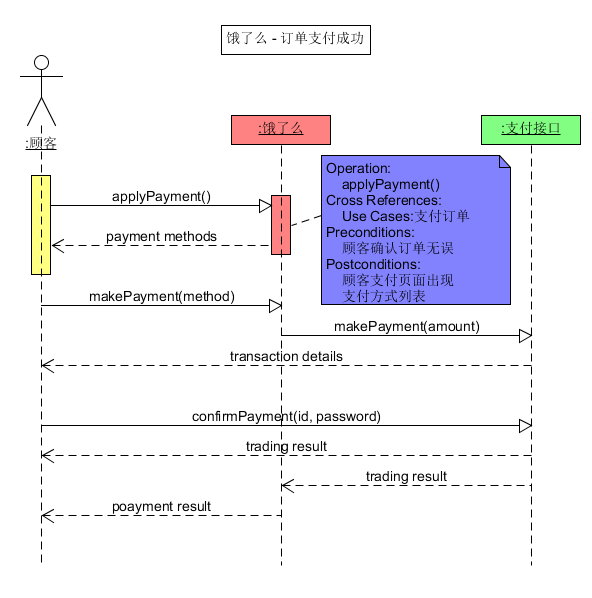 饿了么 - 订单支付成功
:顾客
:饿了么
:支付接口
Operation:
applyPayment()
Cross References:
Use Cases:支付订单
Preconditions:
顾客确认订单无误
Postconditions:
顾客支付页面出现
支付方式列表
applyPayment()
payment methods
makePayment(method)
makePayment(amount)
transaction details
confirmPayment(id, password)
trading result
trading result
poayment result